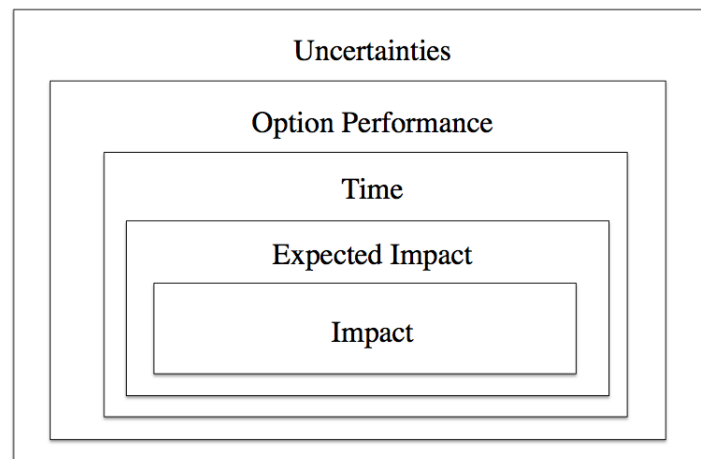 Uncertainties
Option Performance
Time
Expected Impact
Impact